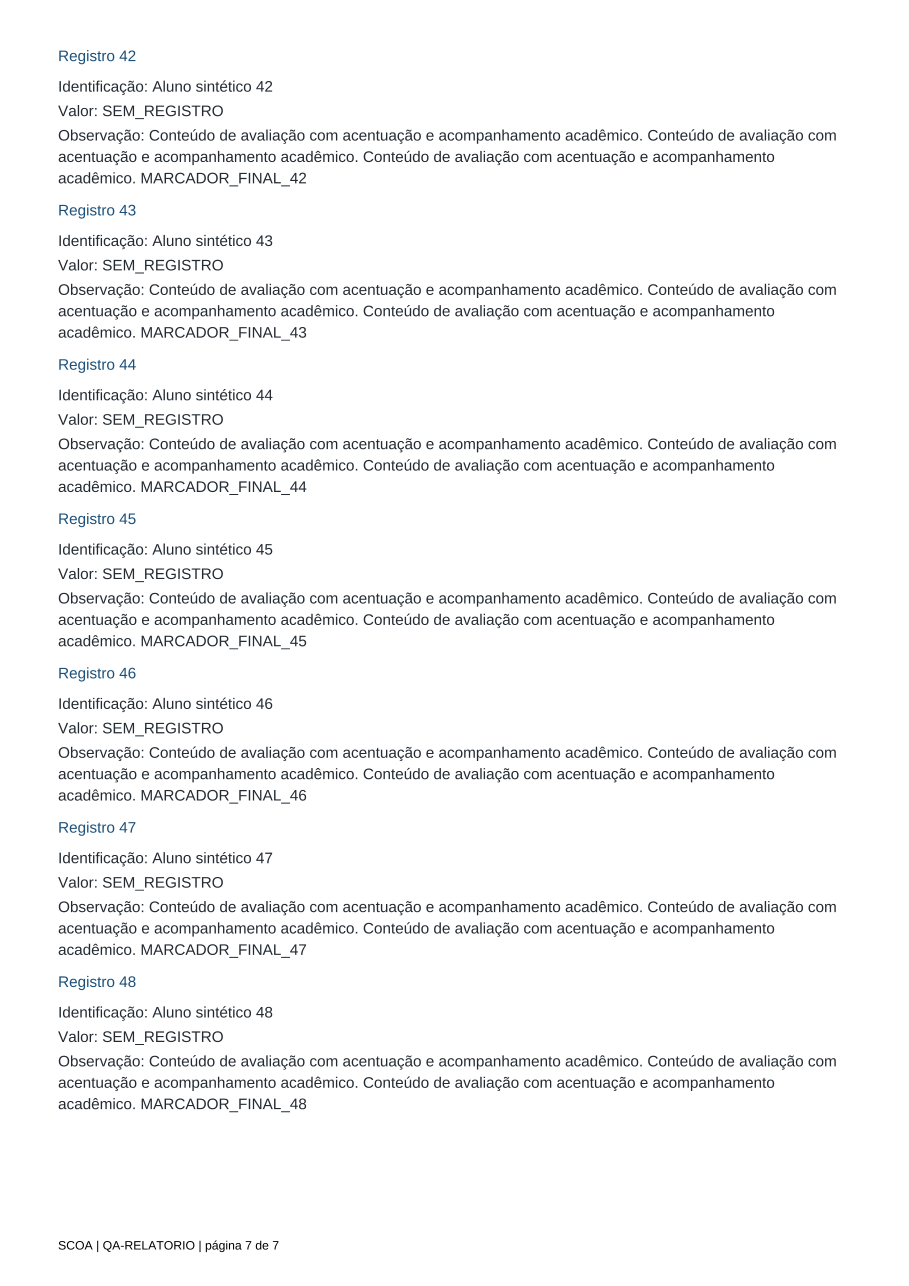 Registro 42
Identificação: Aluno sintético 42
Valor: SEM_REGISTRO
Observação: Conteúdo de avaliação com acentuação e acompanhamento acadêmico. Conteúdo de avaliação com
acentuação e acompanhamento acadêmico. Conteúdo de avaliação com acentuação e acompanhamento
acadêmico. MARCADOR_FINAL_42
Registro 43
Identificação: Aluno sintético 43
Valor: SEM_REGISTRO
Observação: Conteúdo de avaliação com acentuação e acompanhamento acadêmico. Conteúdo de avaliação com
acentuação e acompanhamento acadêmico. Conteúdo de avaliação com acentuação e acompanhamento
acadêmico. MARCADOR_FINAL_43
Registro 44
Identificação: Aluno sintético 44
Valor: SEM_REGISTRO
Observação: Conteúdo de avaliação com acentuação e acompanhamento acadêmico. Conteúdo de avaliação com
acentuação e acompanhamento acadêmico. Conteúdo de avaliação com acentuação e acompanhamento
acadêmico. MARCADOR_FINAL_44
Registro 45
Identificação: Aluno sintético 45
Valor: SEM_REGISTRO
Observação: Conteúdo de avaliação com acentuação e acompanhamento acadêmico. Conteúdo de avaliação com
acentuação e acompanhamento acadêmico. Conteúdo de avaliação com acentuação e acompanhamento
acadêmico. MARCADOR_FINAL_45
Registro 46
Identificação: Aluno sintético 46
Valor: SEM_REGISTRO
Observação: Conteúdo de avaliação com acentuação e acompanhamento acadêmico. Conteúdo de avaliação com
acentuação e acompanhamento acadêmico. Conteúdo de avaliação com acentuação e acompanhamento
acadêmico. MARCADOR_FINAL_46
Registro 47
Identificação: Aluno sintético 47
Valor: SEM_REGISTRO
Observação: Conteúdo de avaliação com acentuação e acompanhamento acadêmico. Conteúdo de avaliação com
acentuação e acompanhamento acadêmico. Conteúdo de avaliação com acentuação e acompanhamento
acadêmico. MARCADOR_FINAL_47
Registro 48
Identificação: Aluno sintético 48
Valor: SEM_REGISTRO
Observação: Conteúdo de avaliação com acentuação e acompanhamento acadêmico. Conteúdo de avaliação com
acentuação e acompanhamento acadêmico. Conteúdo de avaliação com acentuação e acompanhamento
acadêmico. MARCADOR_FINAL_48
SCOA | QA-RELATORIO | página 7 de 7